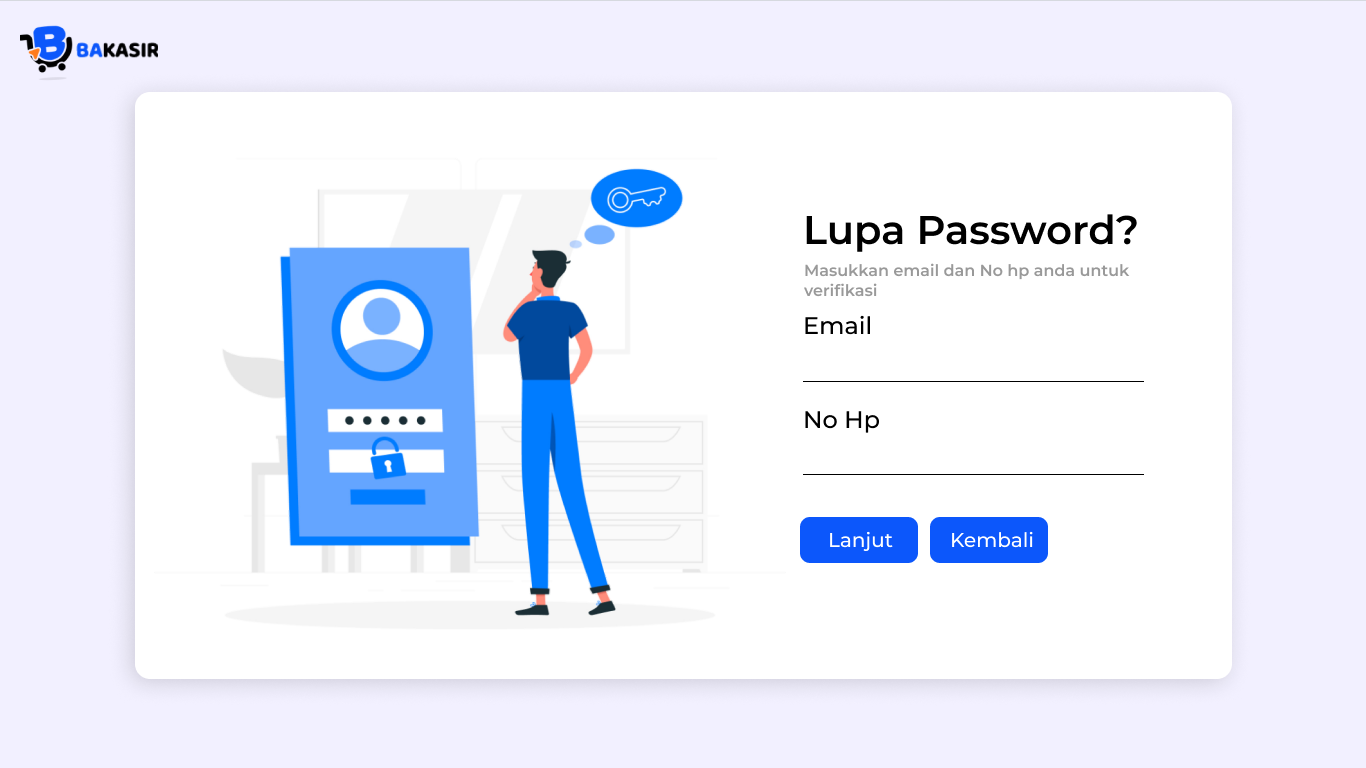 BAKASIR
Lupa Password?
Masukkan email dan No hp anda untuk
verifikasi
Email
No Hp
Lanjut
Kembali